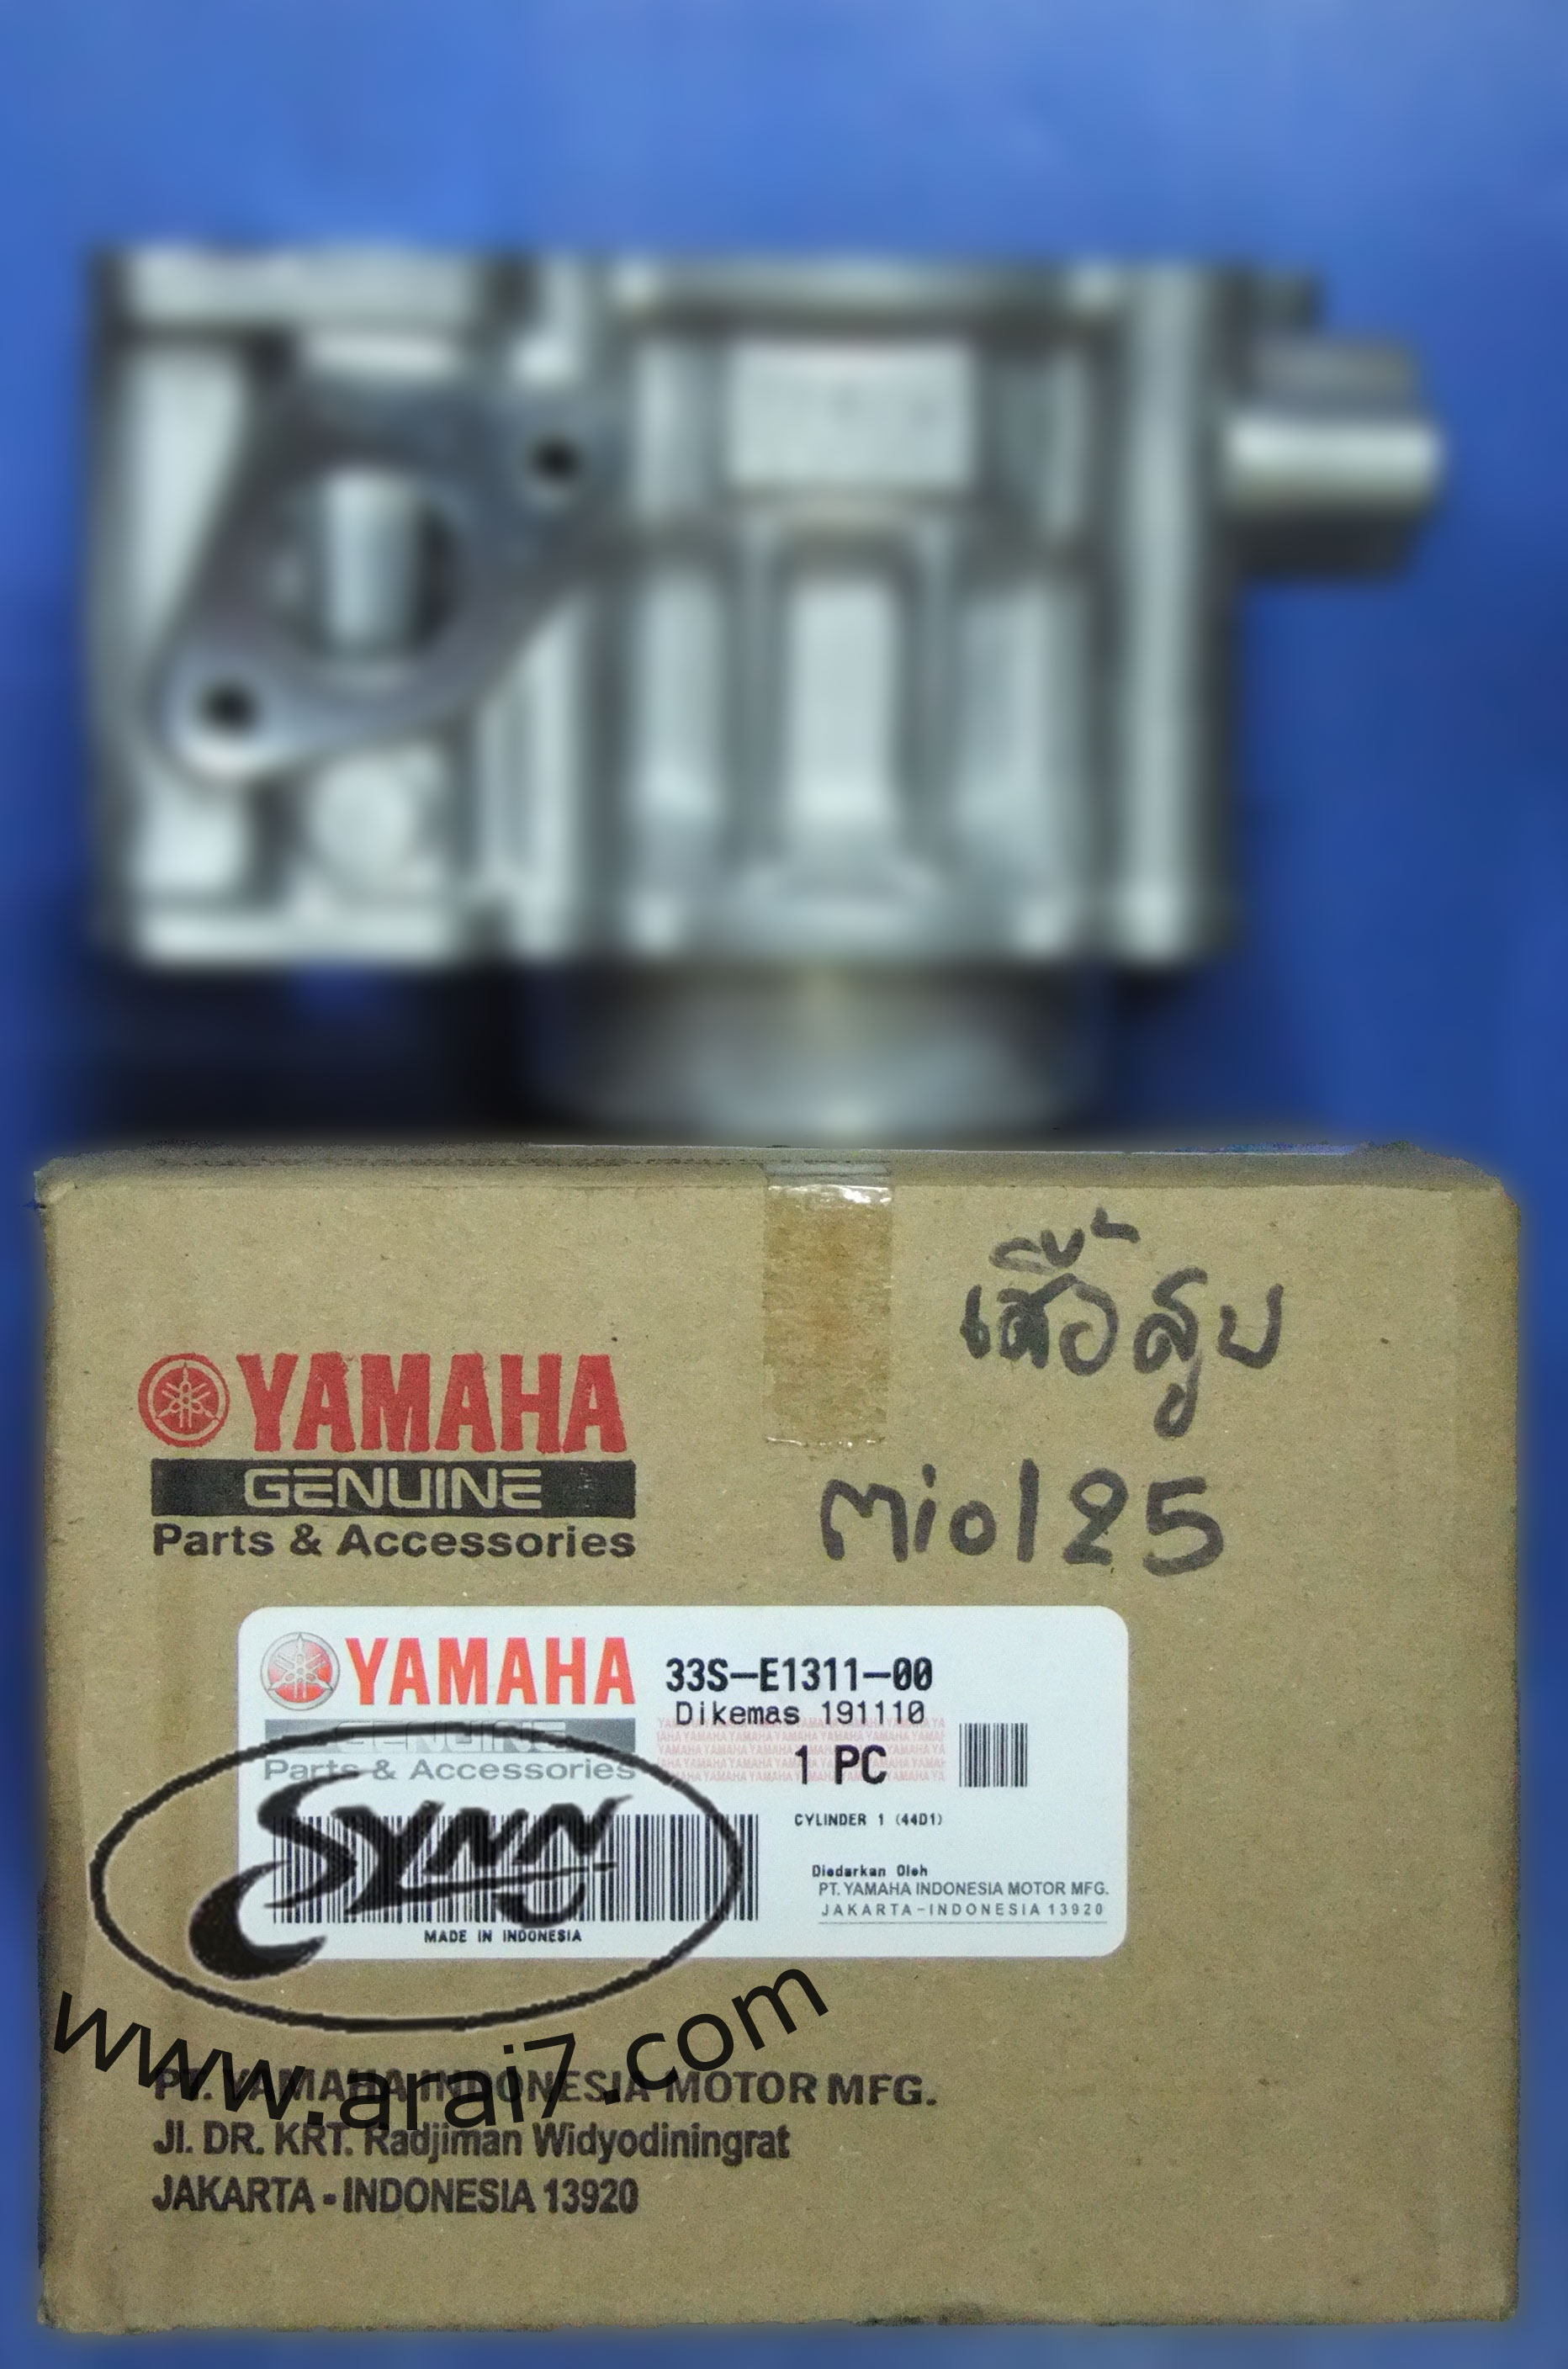 เสื้อสูบ
YAMAHA
GENUINE
Parts & Accessories
mio125
YAMAHA
33S-E1311-00
Dikemas 191110
GENUINE
1 PC
Parts & Accessories
CYLINDER 1 (44D1)
SYNN
Diedarkan Oleh
PT. YAMAHA INDONESIA MOTOR MFG.
JAKARTA-INDONESIA 13920
MADE IN INDONESIA
www.arai7.com
PT. YAMAHA INDONESIA MOTOR MFG.
Jl. DR. KRT. Radjiman Widyodiningrat
JAKARTA - INDONESIA 13920